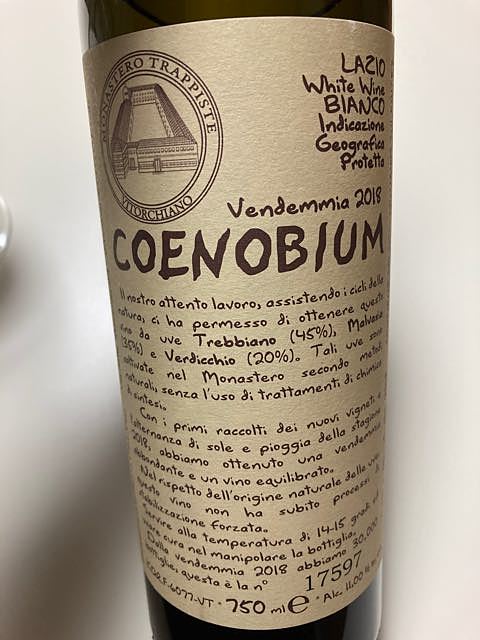 MONASTERO TRAPPISTE
VITORCHIANO
LAZIO
White Wine
BIANCO
Indicazione
Geografica
Protetta
Vendemmia 2018
COENOBIUM
Il nostro attento lavoro, assistendo i cicli della
natura, ci ha permesso di ottenere questo
vino da uve Trebbiano (45%), Malvasia
(35%) e Verdicchio (20%). Tali uve sono
coltivate nel Monastero secondo metodi
naturali, senza l'uso di trattamenti di chimica
di sintesi.
Con i primi raccolti dei nuovi vigneti e
l'alternanza di sole e pioggia della stagione
2018, abbiamo ottenuto una vendemmia
abbondante e un vino equilibrato.
Nel rispetto dell'origine naturale delle uve
questo vino non ha subito processi di
stabilizzazione forzata.
Servire alla temperatura di 14-15 gradi ed
avere cura nel manipolare la bottiglia.
Dalla vendemmia 2018 abbiamo 30.000
bottiglie, questa è la n° 17597
750 ml e * Alc. 11,00